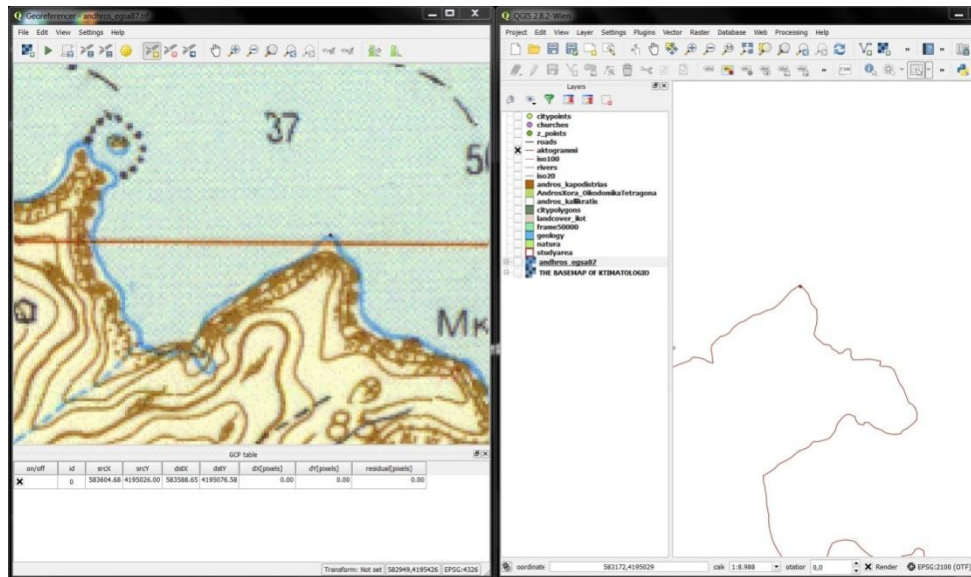 Georeferencer - andhros_egsa87.tif
File Edit View Settings Help
37
50
Мк
GCP table
on/off id srcX srcY dstX dstY dX[pixels] dY[pixels] residual[pixels]
0 583604.68 4195026.00 583588.65 4195076.58 0.00 0.00 0.00
Transform: Not set 582949,4195426 EPSG:4326
QGIS 2.8.2-Wien
Project Edit View Layer Settings Plugins Vector Raster Database Web Processing Help
Layers
citypoints
churches
z_points
roads
aktogrammi
iso100
rivers
iso20
andros_kapodistrias
AndrosXora_OikodomikaTetragona
andros_kallikratis
citypolygons
landcover_ilot
frame50000
geology
natura
studyarea
andhros_egsa87
THE BASEMAP OF KTIMATOLOGIO
oordinate 583172,4195029 cale 1:8.988 otatior 0,0 Render EPSG:2100 (OTF)